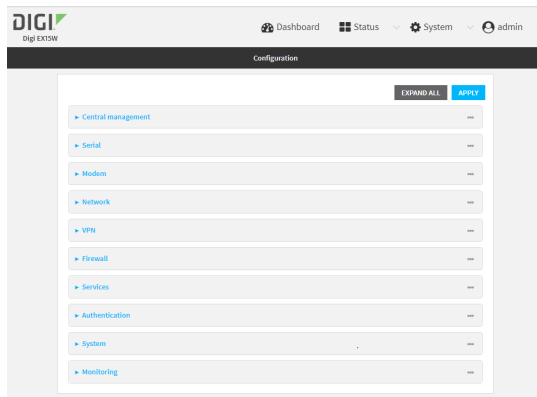 DIGI
Digi EX15W
Dashboard Status System admin
Configuration
EXPAND ALL APPLY
Central management
Serial
Modem
Network
VPN
Firewall
Services
Authentication
System
Monitoring